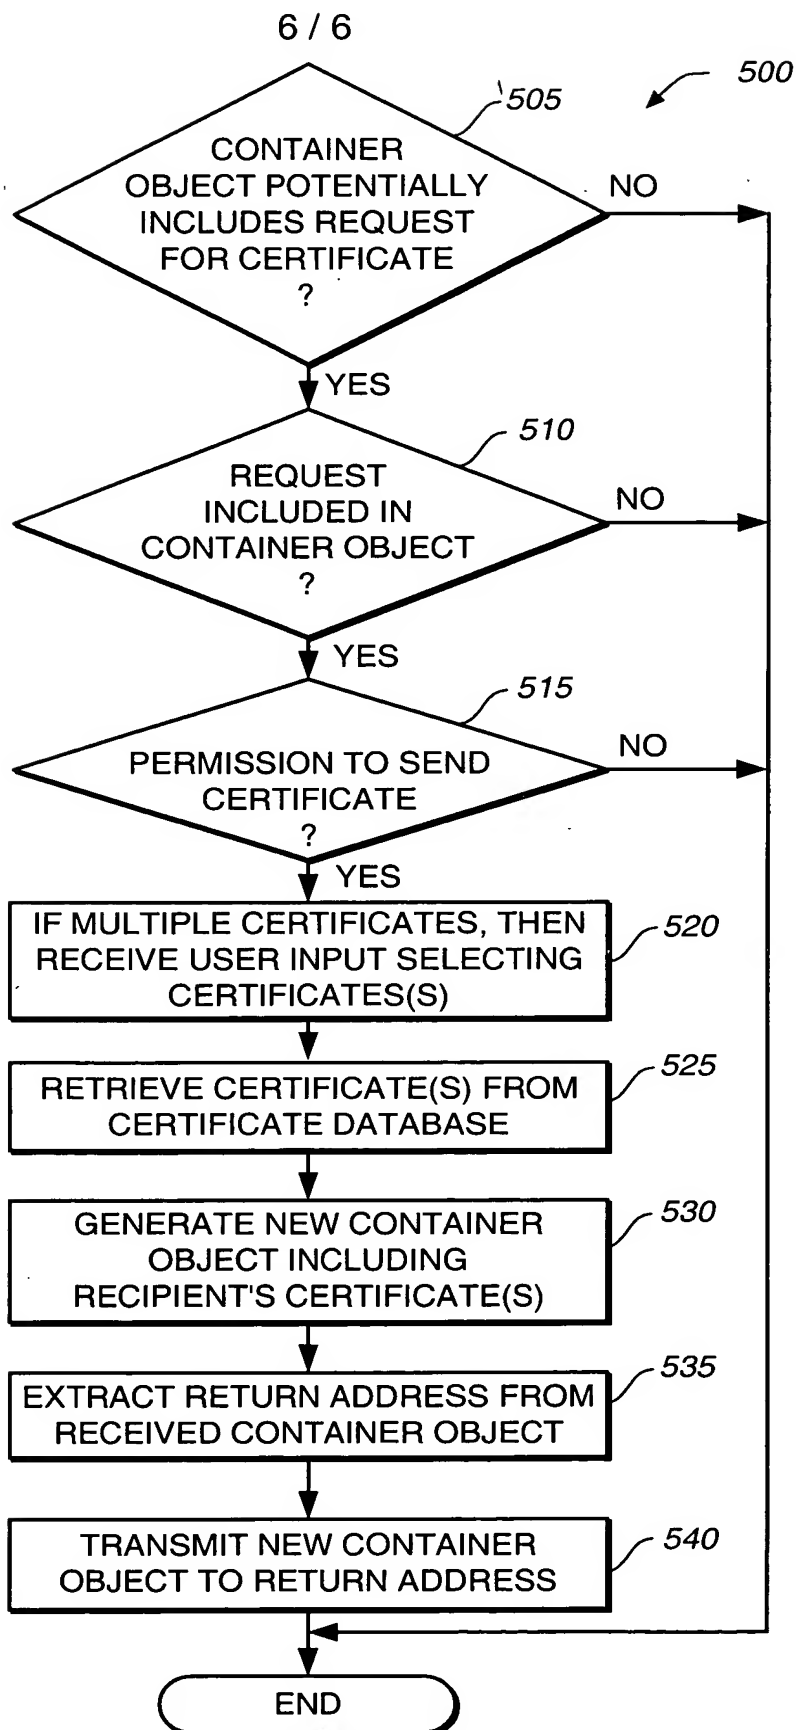 6 / 6
500
505
CONTAINER
OBJECT POTENTIALLY
INCLUDES REQUEST
FOR CERTIFICATE
?
NO
YES
510
REQUEST
INCLUDED IN
CONTAINER OBJECT
?
NO
YES
515
PERMISSION TO SEND
CERTIFICATE
?
NO
YES
IF MULTIPLE CERTIFICATES, THEN
RECEIVE USER INPUT SELECTING
CERTIFICATES(S)
520
RETRIEVE CERTIFICATE(S) FROM
CERTIFICATE DATABASE
525
GENERATE NEW CONTAINER
OBJECT INCLUDING
RECIPIENT'S CERTIFICATE(S)
530
EXTRACT RETURN ADDRESS FROM
RECEIVED CONTAINER OBJECT
535
TRANSMIT NEW CONTAINER
OBJECT TO RETURN ADDRESS
540
END